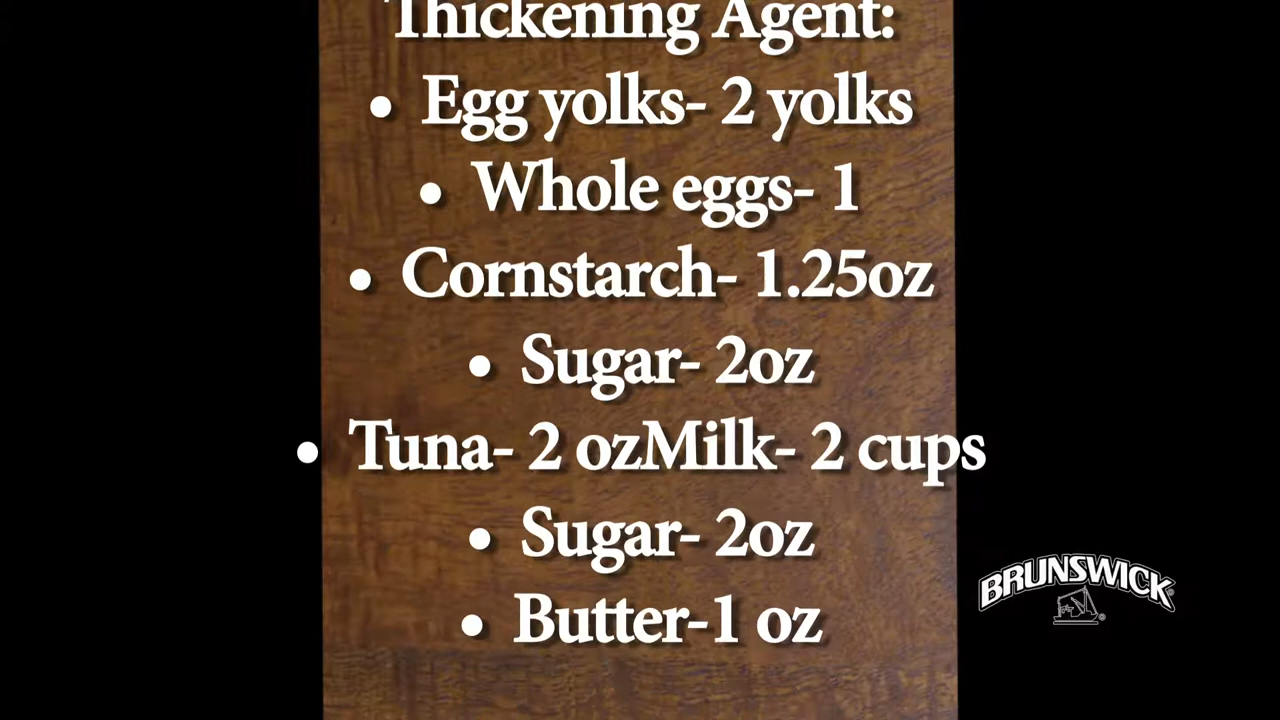 Thickening Agent:
• Egg yolks- 2 yolks
• Whole eggs- 1
• Cornstarch- 1.25oz
• Sugar- 2oz
• Tuna- 2 ozMilk- 2 cups
• Sugar- 2oz
• Butter-1 oz
BRUNSWICK®